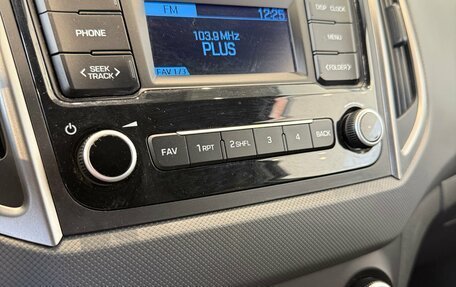 FM 12:25
DISP CLOCK
PHONE
103.9 MHz
MENU
PLUS
SEEK
TRACK
FAV 1/3
FOLDER
FAV 1 RPT 2 SHFL 3 4 BACK